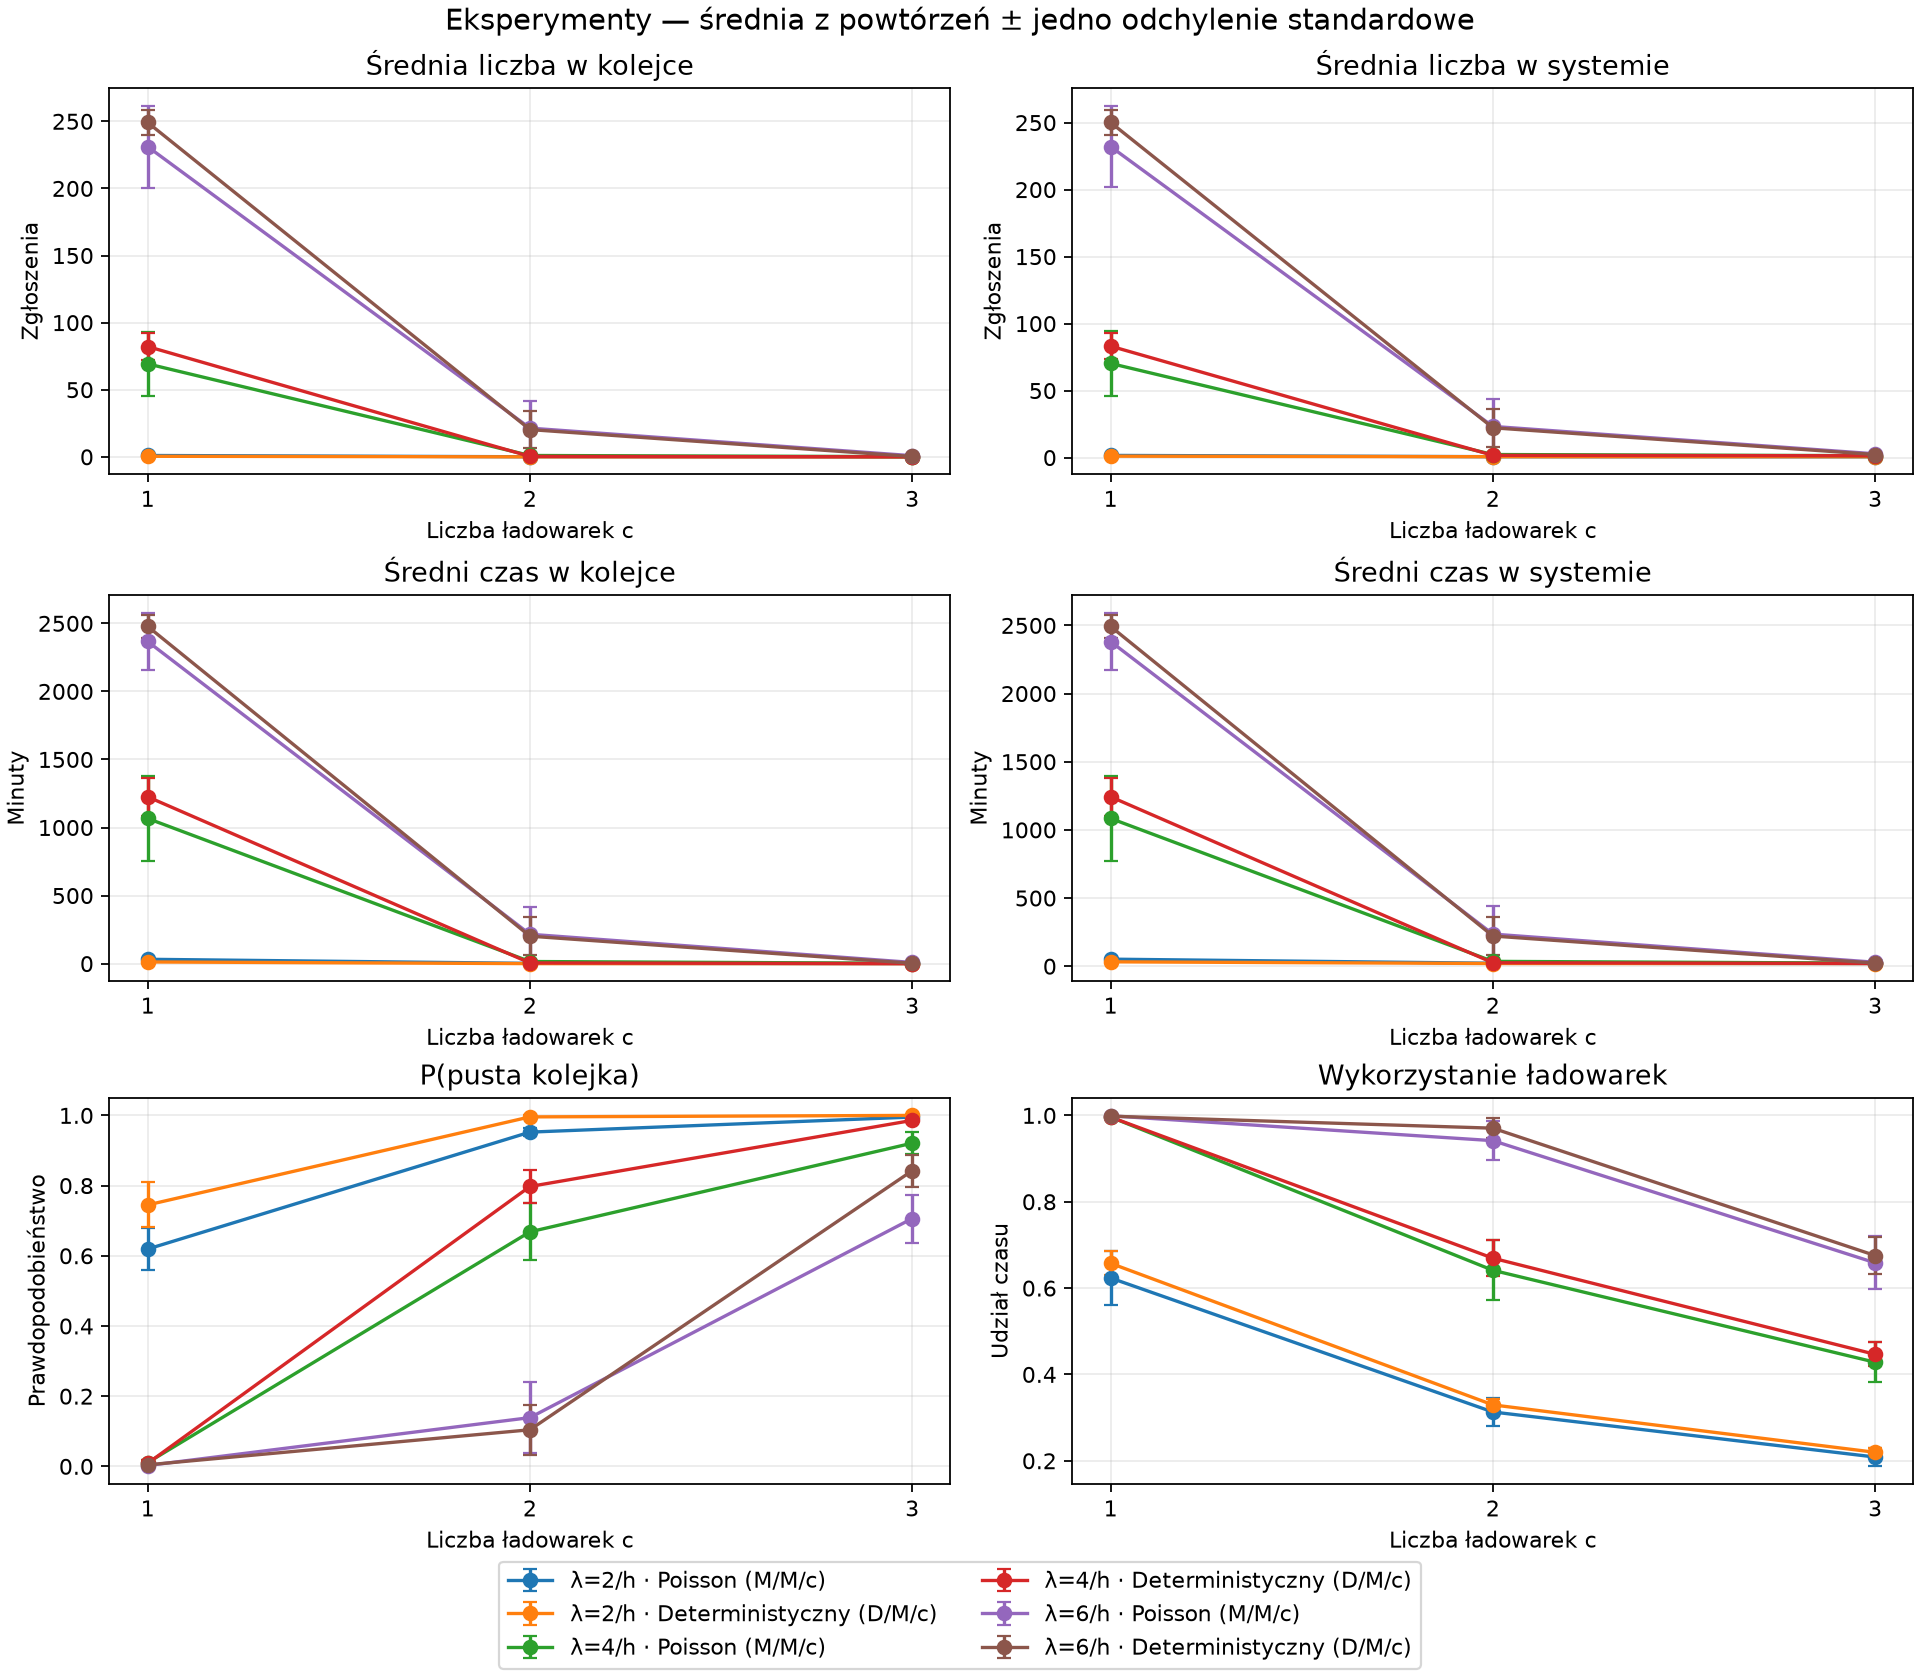 Eksperymenty — średnia z powtórzeń ± jedno odchylenie standardowe
Średnia liczba w kolejce
Zgłoszenia
250
200
150
100
50
0
1 2 3
Liczba ładowarek c
Średnia liczba w systemie
Zgłoszenia
250
200
150
100
50
0
1 2 3
Liczba ładowarek c
Średni czas w kolejce
Minuty
2500
2000
1500
1000
500
0
1 2 3
Liczba ładowarek c
Średni czas w systemie
Minuty
2500
2000
1500
1000
500
0
1 2 3
Liczba ładowarek c
P(pusta kolejka)
Prawdopodobieństwo
1.0
0.8
0.6
0.4
0.2
0.0
1 2 3
Liczba ładowarek c
Wykorzystanie ładowarek
Udział czasu
1.0
0.8
0.6
0.4
0.2
1 2 3
Liczba ładowarek c
λ=2/h · Poisson (M/M/c)
λ=2/h · Deterministyczny (D/M/c)
λ=4/h · Poisson (M/M/c)
λ=4/h · Deterministyczny (D/M/c)
λ=6/h · Poisson (M/M/c)
λ=6/h · Deterministyczny (D/M/c)